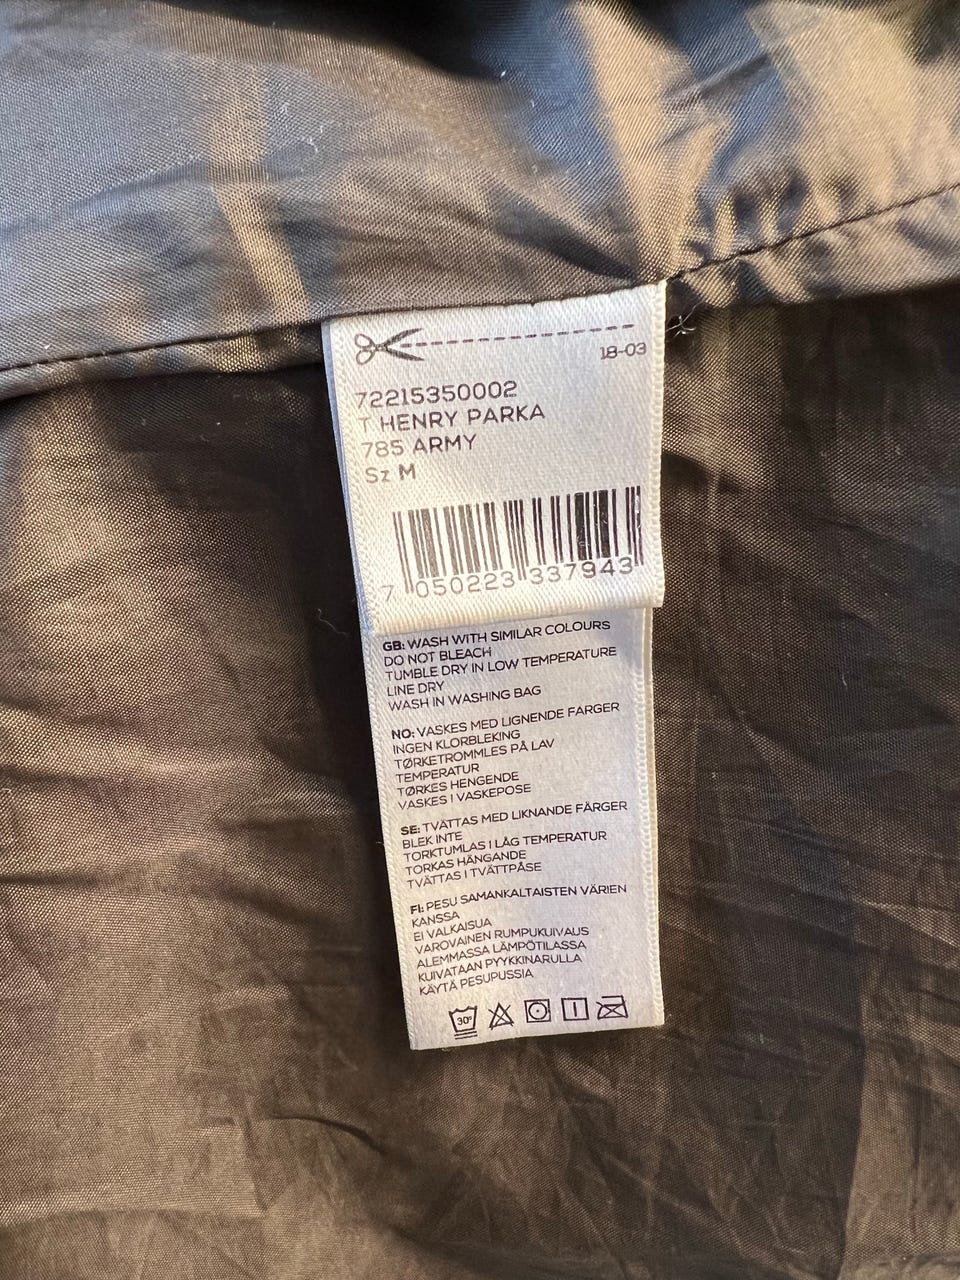 18-03
72215350002
T HENRY PARKA
785 ARMY
Sz M
7 050223 337943
GB: WASH WITH SIMILAR COLOURS
DO NOT BLEACH
TUMBLE DRY IN LOW TEMPERATURE
LINE DRY
WASH IN WASHING BAG
NO: VASKES MED LIGNENDE FARGER
INGEN KLORBLEKING
TØRKETROMMLES PÅ LAV
TEMPERATUR
TØRKES HENGENDE
VASKES I VASKEPOSE
SE: TVÄTTAS MED LIKNANDE FÄRGER
BLEK INTE
TORKTUMLAS I LÅG TEMPERATUR
TORKAS HÄNGANDE
TVÄTTAS I TVÄTTPÅSE
FI: PESU SAMANKALTAISTEN VÄRIEN
KANSSA
EI VALKAISUA
VAROVAINEN RUMPUKUIVAUS
ALEMMASSA LÄMPÖTILASSA
KUIVATAAN PYYKKINARULLA
KÄYTÄ PESUPUSSIA
30°